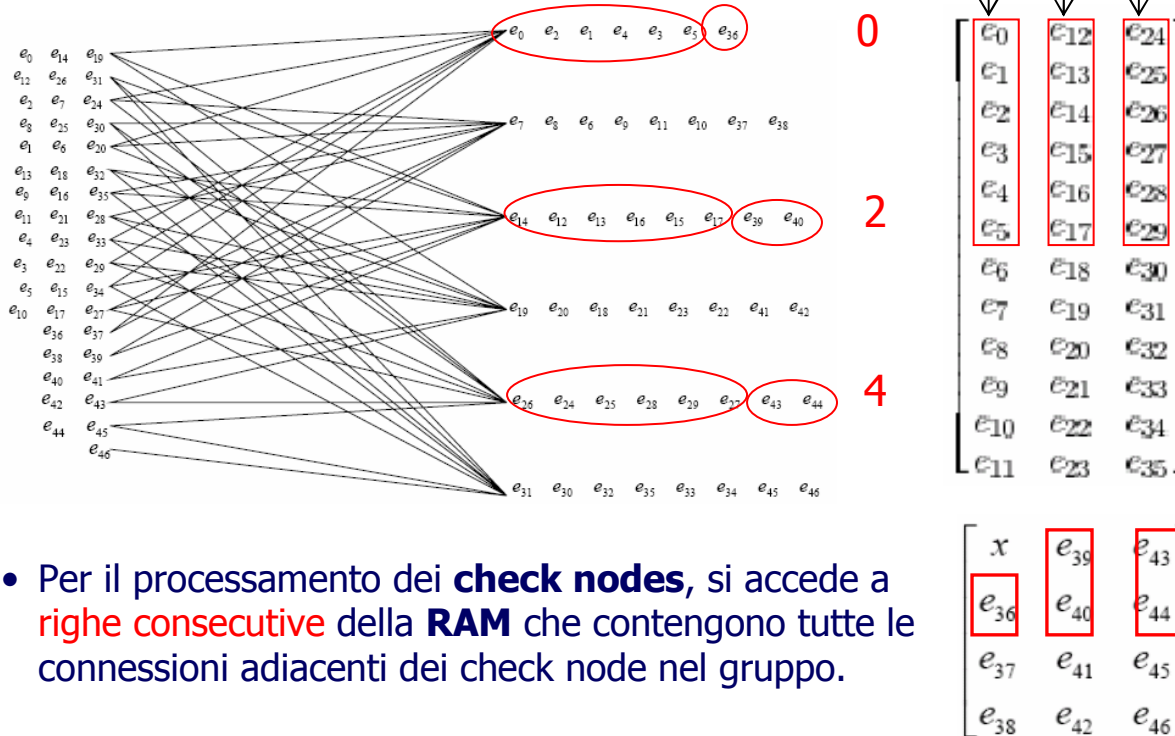 e0 e14 e19
e12 e26 e31
e2 e7 e24
e8 e25 e30
e1 e6 e20
e13 e18 e32
e9 e16 e35
e11 e21 e28
e4 e23 e33
e3 e22 e29
e5 e15 e34
e10 e17 e27
e36 e37
e38 e39
e40 e41
e42 e43
e44 e45
e46
e0 e2 e1 e4 e3 e5 e36 0
e7 e8 e6 e9 e11 e10 e37 e38
e14 e12 e13 e16 e15 e17 e39 e40 2
e19 e20 e18 e21 e23 e22 e41 e42
e26 e24 e25 e28 e29 e27 e43 e44 4
e31 e30 e32 e35 e33 e34 e45 e46
e0 e12 e24
e1 e13 e25
e2 e14 e26
e3 e15 e27
e4 e16 e28
e5 e17 e29
e6 e18 e30
e7 e19 e31
e8 e20 e32
e9 e21 e33
e10 e22 e34
e11 e23 e35
x e39 e43
e36 e40 e44
e37 e41 e45
e38 e42 e46
• Per il processamento dei check nodes, si accede a
righe consecutive della RAM che contengono tutte le
connessioni adiacenti dei check node nel gruppo.